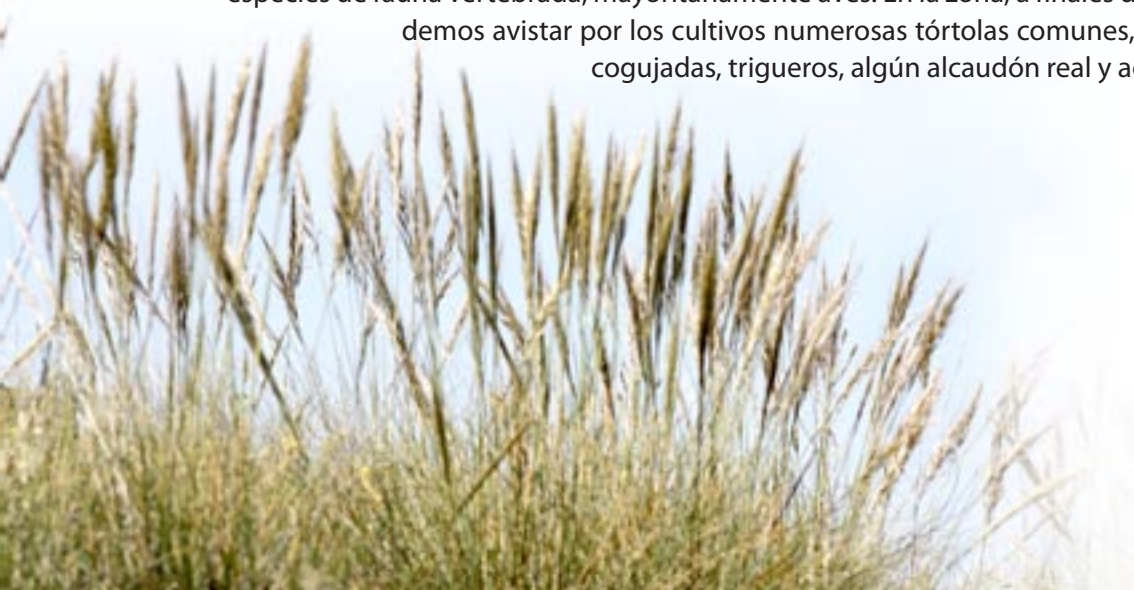 especies de fauna vertebrada, mayoritariamente aves. En la zona, a finales
demos avistar por los cultivos numerosas tórtolas comunes,
cogujadas, trigueros, algún alcaudón real y